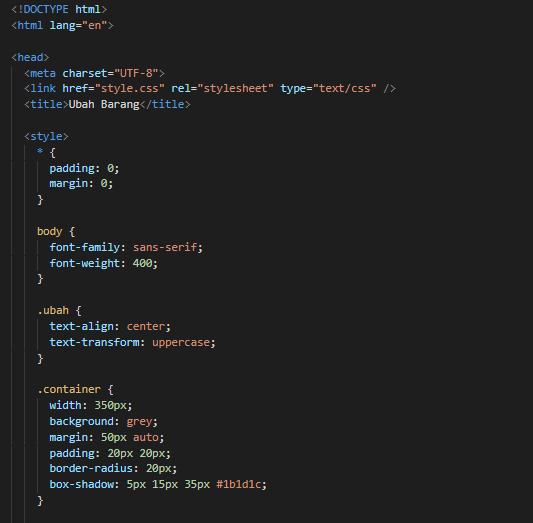 <!DOCTYPE html>
<html lang="en">
<head>
<meta charset="UTF-8">
<link href="style.css" rel="stylesheet" type="text/css" />
<title>Ubah Barang</title>
<style>
* {
padding: 0;
margin: 0;
}
body {
font-family: sans-serif;
font-weight: 400;
}
.ubah {
text-align: center;
text-transform: uppercase;
}
.container {
width: 350px;
background: grey;
margin: 50px auto;
padding: 20px 20px;
border-radius: 20px;
box-shadow: 5px 15px 35px #1b1d1c;
}